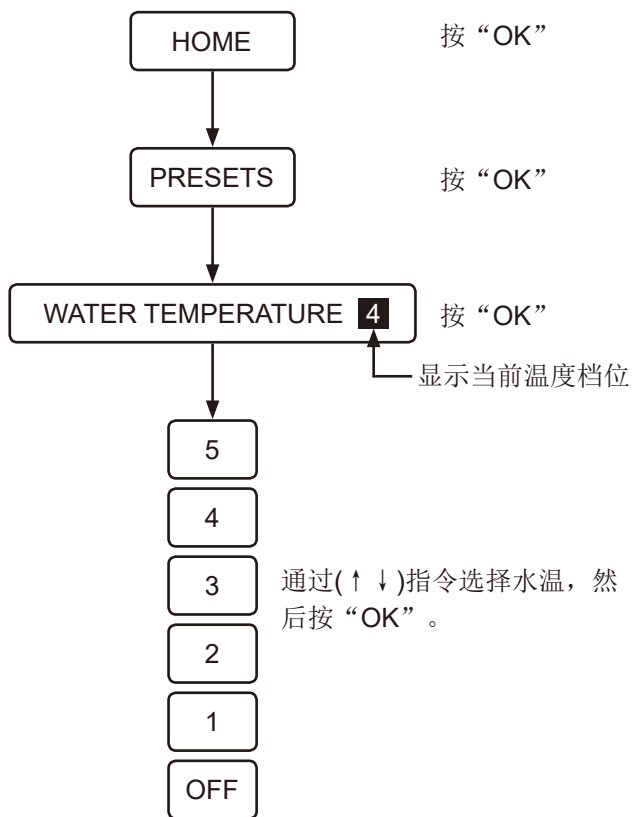 HOME 按“OK”
PRESETS 按“OK”
WATER TEMPERATURE 4 按“OK”
显示当前温度档位
5
4
3 通过(↑↓)指令选择水温，然
后按“OK”。
2
1
OFF